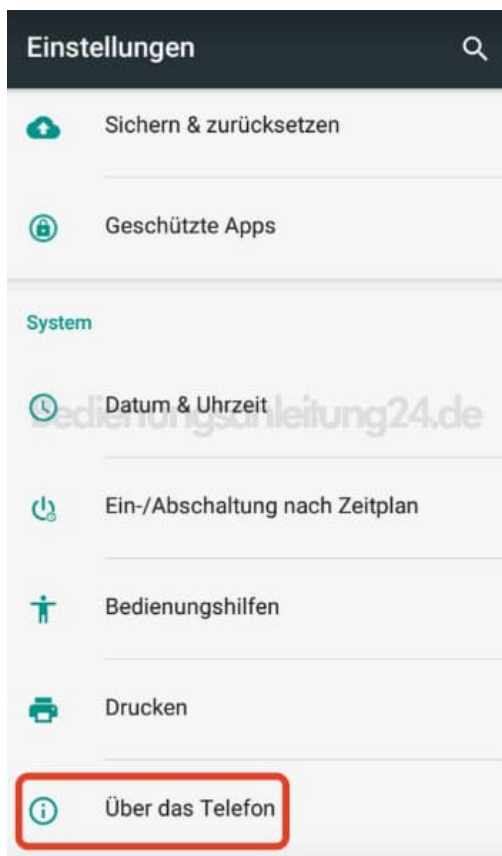 Einstellungen
Sichern & zurücksetzen
Geschützte Apps
System
Datum & Uhrzeit
bedienungsanleitung24.de
Ein-/Abschaltung nach Zeitplan
Bedienungshilfen
Drucken
Über das Telefon